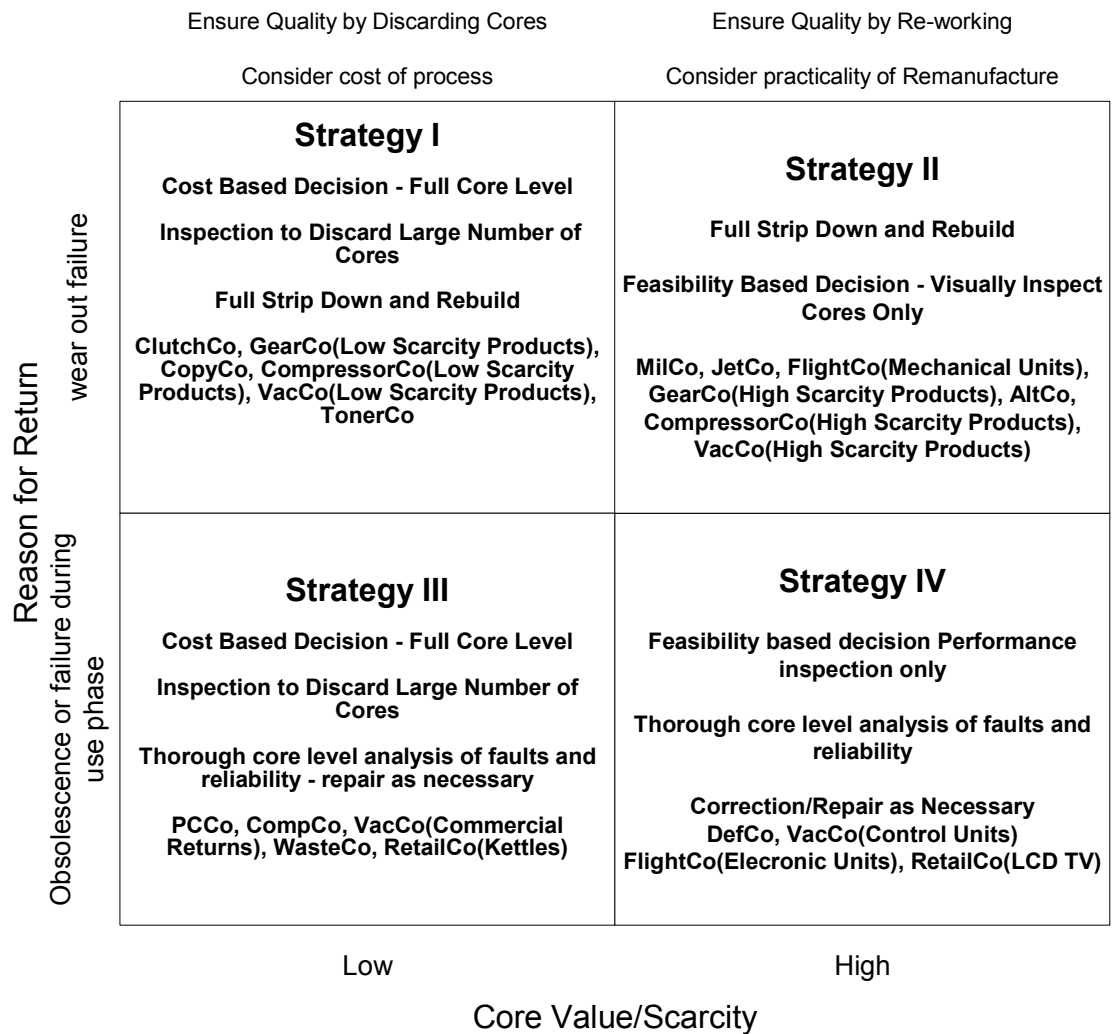 Ensure Quality by Discarding Cores
Consider cost of process
Ensure Quality by Re-working
Consider practicality of Remanufacture
Reason for Return
wear out failure
Strategy I
Cost Based Decision - Full Core Level
Inspection to Discard Large Number of
Cores
Full Strip Down and Rebuild
ClutchCo, GearCo(Low Scarcity Products),
CopyCo, CompressorCo(Low Scarcity
Products), VacCo(Low Scarcity Products),
TonerCo
Strategy II
Full Strip Down and Rebuild
Feasibility Based Decision - Visually Inspect
Cores Only
MilCo, JetCo, FlightCo(Mechanical Units),
GearCo(High Scarcity Products), AltCo,
CompressorCo(High Scarcity Products),
VacCo(High Scarcity Products)
Obsolescence or failure during
use phase
Strategy III
Cost Based Decision - Full Core Level
Inspection to Discard Large Number of
Cores
Thorough core level analysis of faults and
reliability - repair as necessary
PCCo, CompCo, VacCo(Commercial
Returns), WasteCo, RetailCo(Kettles)
Strategy IV
Feasibility based decision Performance
inspection only
Thorough core level analysis of faults and
reliability
Correction/Repair as Necessary
DefCo, VacCo(Control Units)
FlightCo(Elecronic Units), RetailCo(LCD TV)
Low
High
Core Value/Scarcity